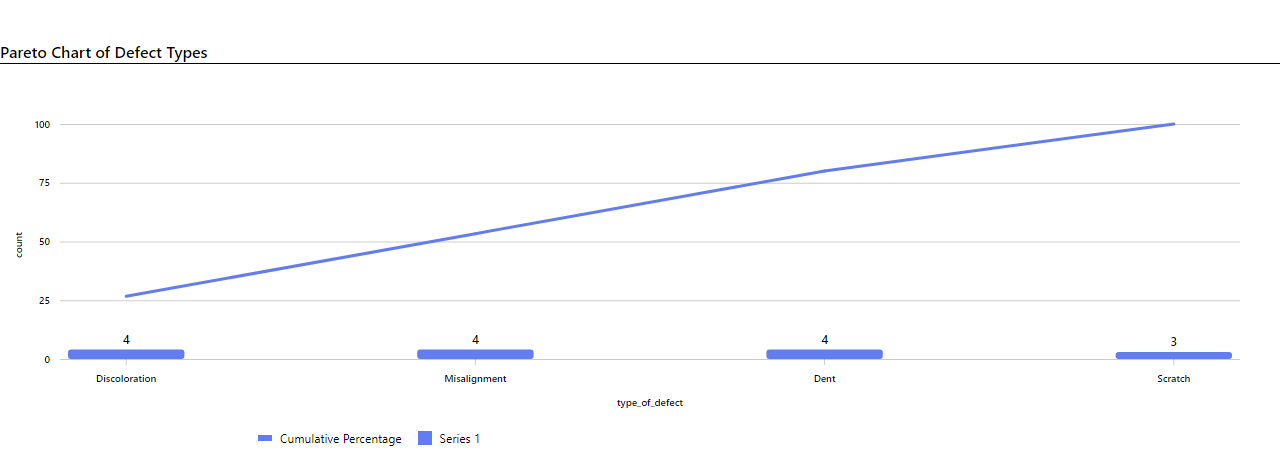 Pareto Chart of Defect Types
100
75
50
25
0
count
4
4
4
3
Discoloration
Misalignment
Dent
Scratch
type_of_defect
Cumulative Percentage
Series 1